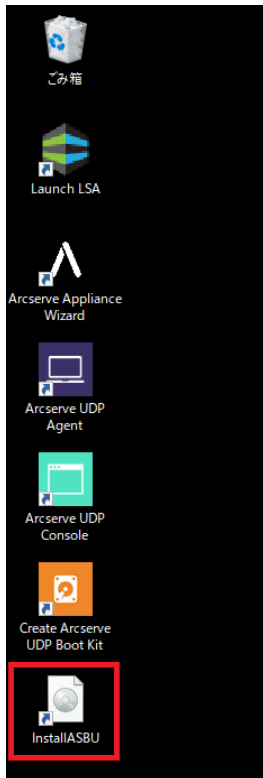 ごみ箱
Launch LSA
Arcserve Appliance
Wizard
Arcserve UDP
Agent
Arcserve UDP
Console
Create Arcserve
UDP Boot Kit
InstallASBU